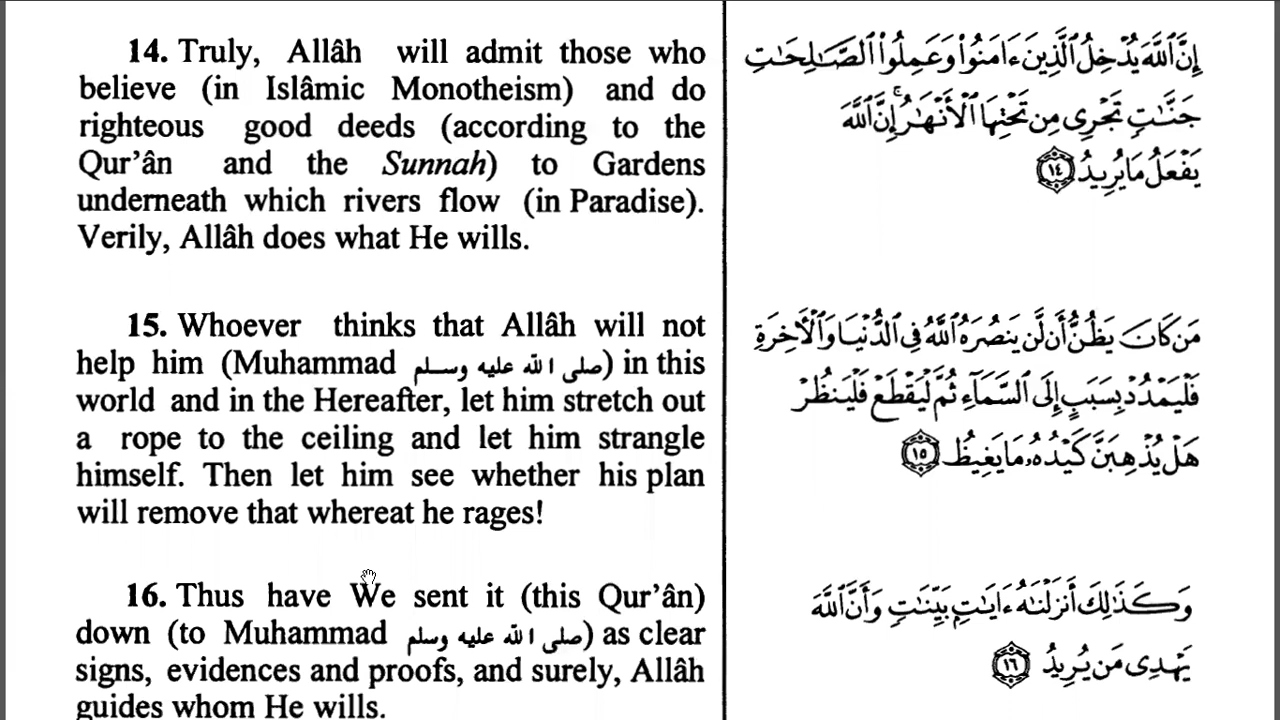 14. Truly, Allâh will admit those who
believe (in Islâmic Monotheism) and do
righteous good deeds (according to the
Qur’ân and the Sunnah) to Gardens
underneath which rivers flow (in Paradise).
Verily, Allâh does what He wills.
إِنَّ ٱللَّهَ يُدْخِلُ ٱلَّذِينَ ءَامَنُوا۟ وَعَمِلُوا۟ ٱلصَّـٰلِحَـٰتِ
جَنَّـٰتٍ تَجْرِى مِن تَحْتِهَا ٱلْأَنْهَـٰرُ ۚ إِنَّ ٱللَّهَ
يَفْعَلُ مَا يُرِيدُ ١٤
15. Whoever thinks that Allâh will not
help him (Muhammad صلى الله عليه وسلم) in this
world and in the Hereafter, let him stretch out
a rope to the ceiling and let him strangle
himself. Then let him see whether his plan
will remove that whereat he rages!
مَن كَانَ يَظُنُّ أَن لَّن يَنصُرَهُ ٱللَّهُ فِى ٱلدُّنْيَا وَٱلْـَٔاخِرَةِ
فَلْيَمْدُدْ بِسَبَبٍ إِلَى ٱلسَّمَآءِ ثُمَّ لْيَقْطَعْ فَلْيَنظُرْ
هَلْ يُذْهِبَنَّ كَيْدُهُۥ مَا يَغِيظُ ١٥
16. Thus have We sent it (this Qur’ân)
down (to Muhammad صلى الله عليه وسلم) as clear
signs, evidences and proofs, and surely, Allâh
guides whom He wills.
وَكَذَٰلِكَ أَنزَلْنَـٰهُ ءَايَـٰتٍۭ بَيِّنَـٰتٍ وَأَنَّ ٱللَّهَ
يَهْدِى مَن يُرِيدُ ١٦